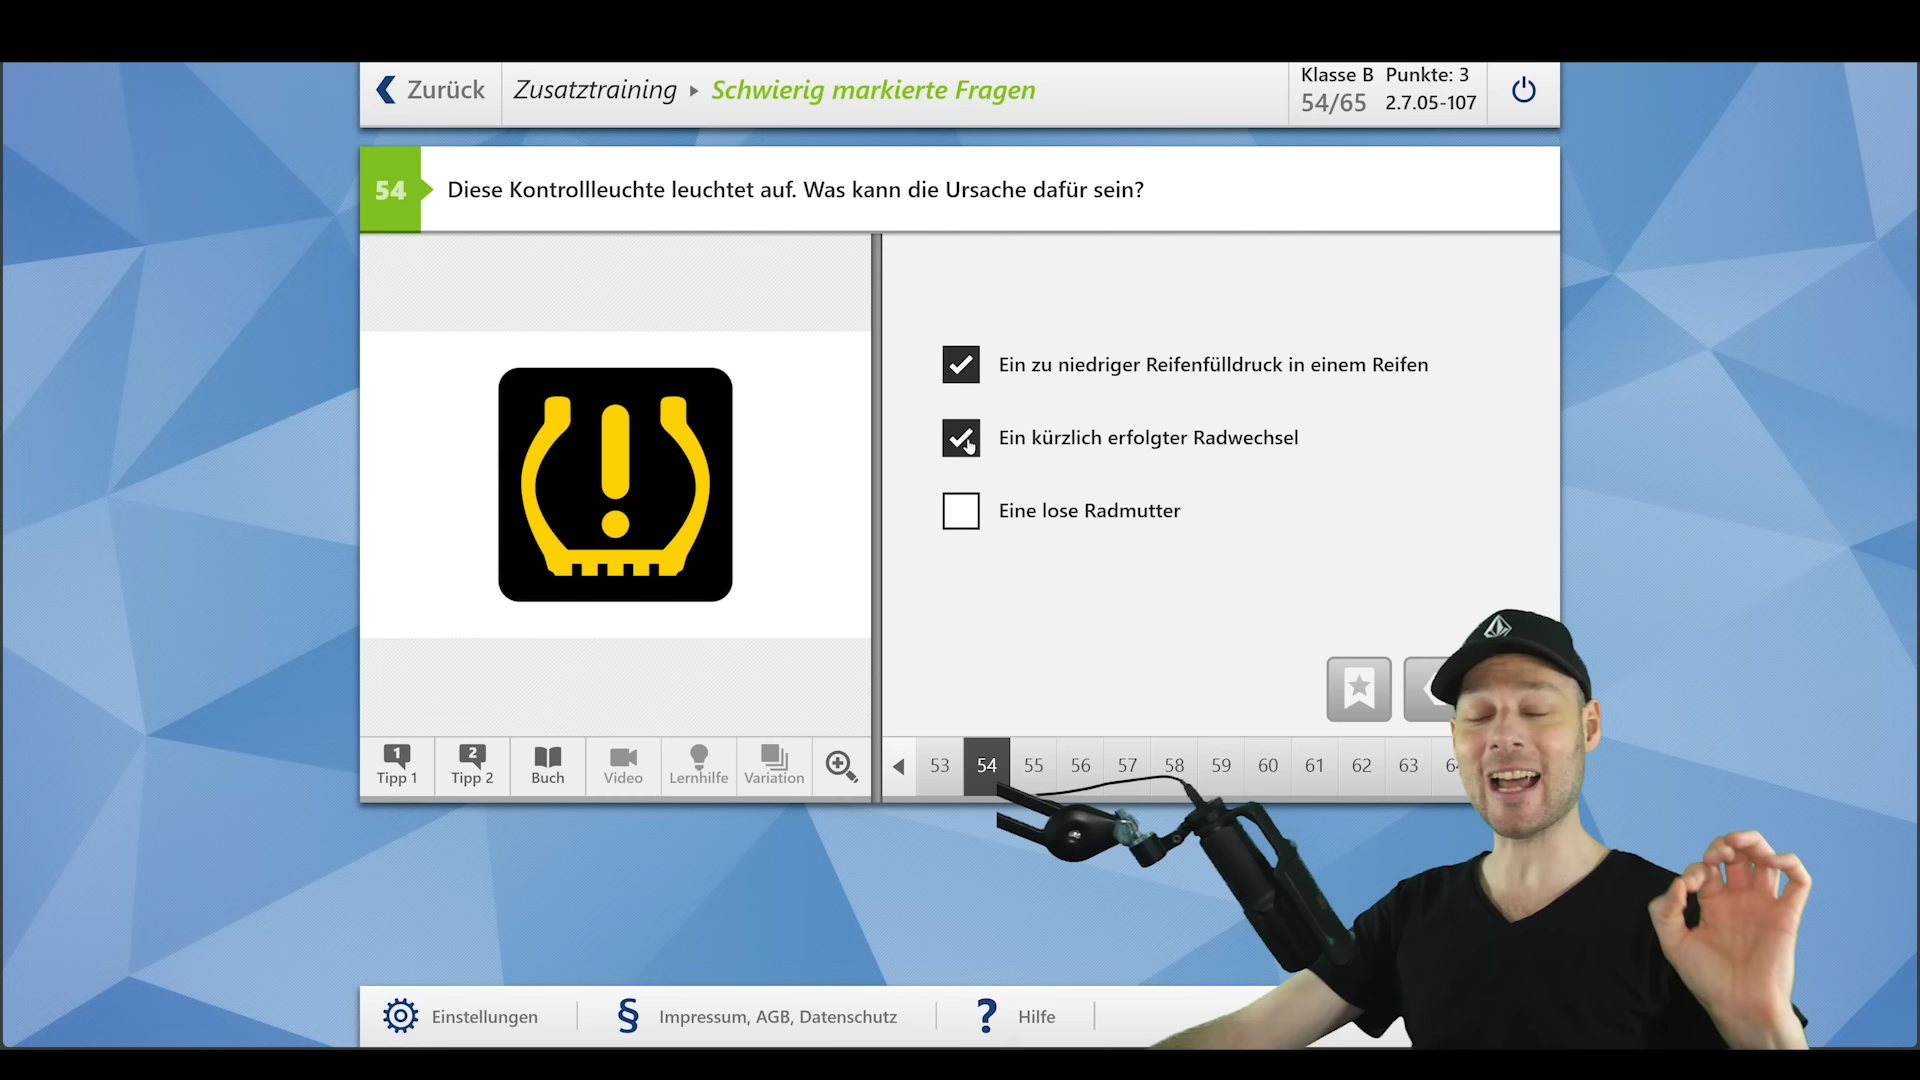 Zurück
Zusatztraining ▸ Schwierig markierte Fragen
Klasse B Punkte: 3
54/65 2.7.05-107
54
Diese Kontrollleuchte leuchtet auf. Was kann die Ursache dafür sein?
Ein zu niedriger Reifenfülldruck in einem Reifen
Ein kürzlich erfolgter Radwechsel
Eine lose Radmutter
1
Tipp 1
2
Tipp 2
Buch
Video
Lernhilfe
Variation
53 54 55 56 57 58 59 60 61 62 63
Einstellungen
§ Impressum, AGB, Datenschutz
? Hilfe